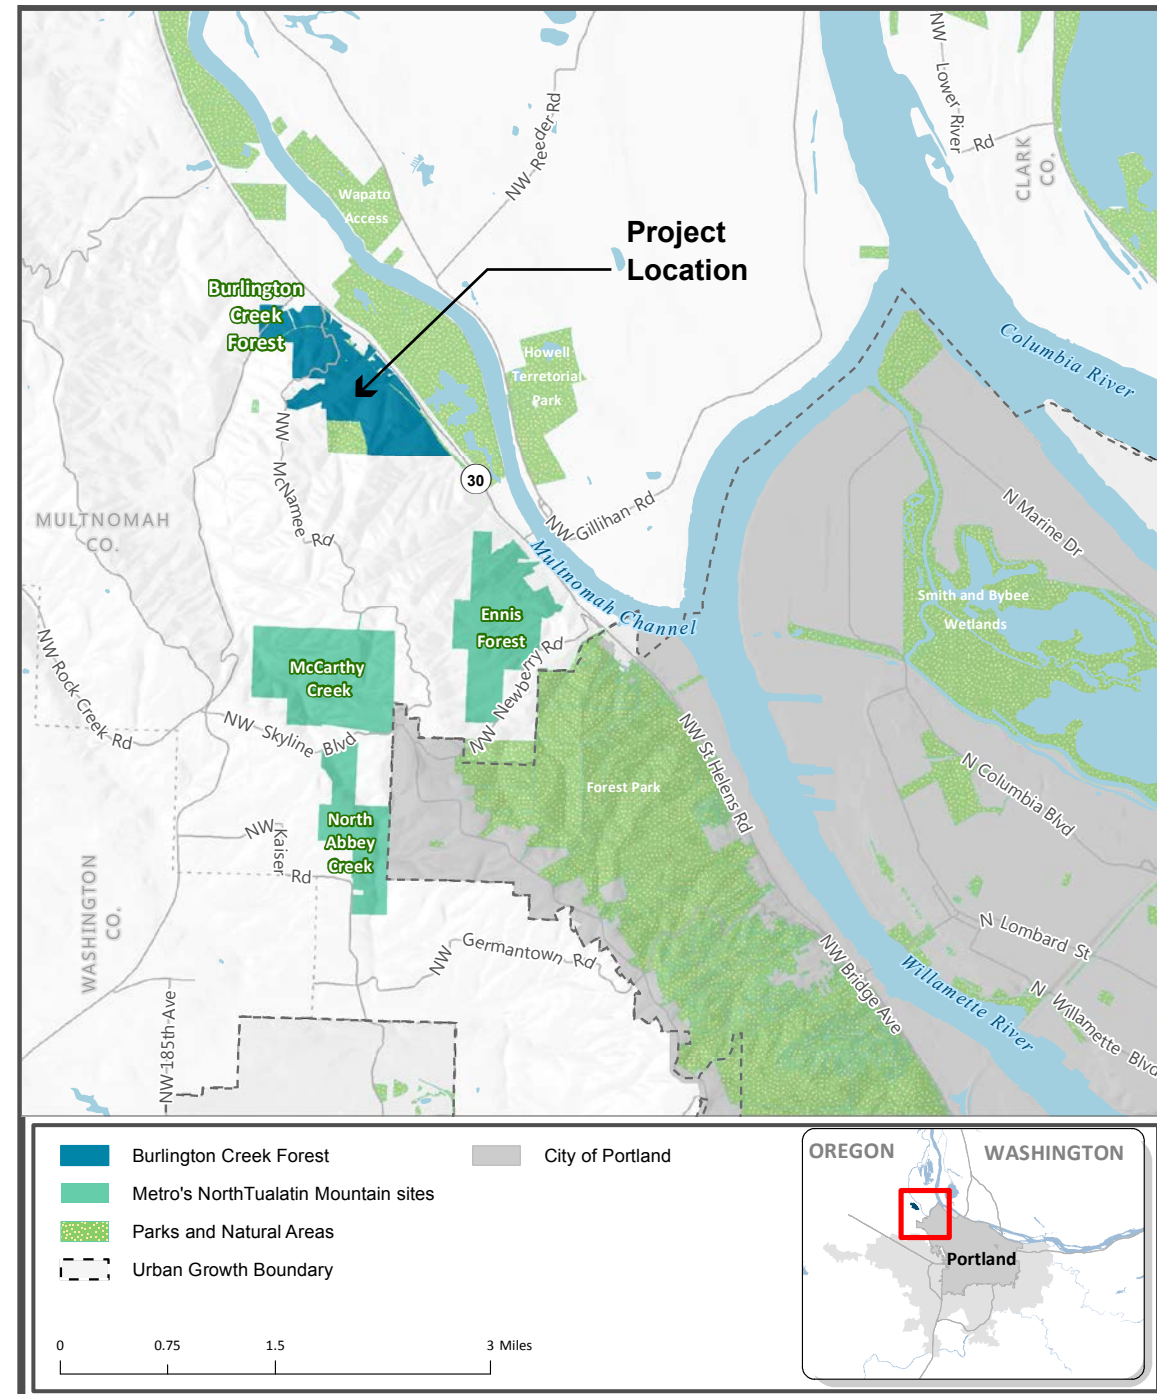 NW Lower River Rd
CLARK
CO.
NW Reeder Rd
Wapato
Access
Project
Location
Burlington
Creek
Forest
Howell
Terretorial
Park
Columbia River
30
NW McNamee Rd
NW Gillihan Rd
N Marine Dr
MULTNOMAH
CO.
Multnomah Channel
Smith and Bybee
Wetlands
Ennis
Forest
NW Rock Creek Rd
McCarthy
Creek
NW Newberry Rd
NW Skyline Blvd
NW St Helens Rd
Forest Park
N Columbia Blvd
North
Abbey
Creek
NW Kaiser Rd
WASHINGTON
CO.
NW Germantown Rd
NW Bridge Ave
N Lombard St
Willamette River
N Willamette Blvd
NW 185th Ave
Burlington Creek Forest
City of Portland
Metro's NorthTualatin Mountain sites
Parks and Natural Areas
Urban Growth Boundary
0 0.75 1.5 3 Miles
OREGON
WASHINGTON
Portland